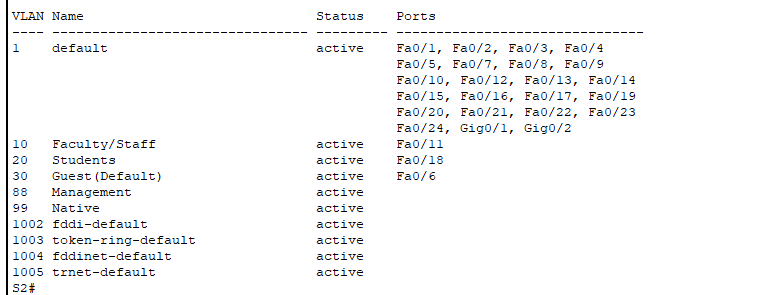 VLAN Name                             Status    Ports
---- -------------------------------- --------- -------------------------------
1    default                          active    Fa0/1, Fa0/2, Fa0/3, Fa0/4
                                                Fa0/5, Fa0/7, Fa0/8, Fa0/9
                                                Fa0/10, Fa0/12, Fa0/13, Fa0/14
                                                Fa0/15, Fa0/16, Fa0/17, Fa0/19
                                                Fa0/20, Fa0/21, Fa0/22, Fa0/23
                                                Fa0/24, Gig0/1, Gig0/2
10   Faculty/Staff                    active    Fa0/11
20   Students                         active    Fa0/18
30   Guest(Default)                   active    Fa0/6
88   Management                       active
99   Native                           active
1002 fddi-default                     active
1003 token-ring-default               active
1004 fddinet-default                  active
1005 trnet-default                    active
S2#